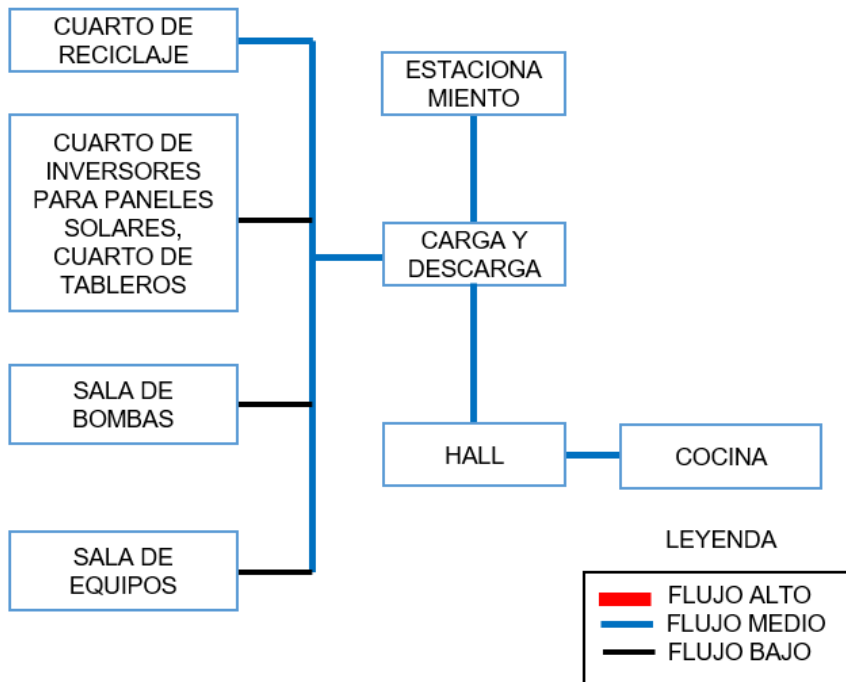 CUARTO DE
RECICLAJE
ESTACIONA
MIENTO
CUARTO DE
INVERSORES
PARA PANELES
SOLARES,
CUARTO DE
TABLEROS
CARGA Y
DESCARGA
SALA DE
BOMBAS
HALL
COCINA
SALA DE
EQUIPOS
LEYENDA
FLUJO ALTO
FLUJO MEDIO
FLUJO BAJO